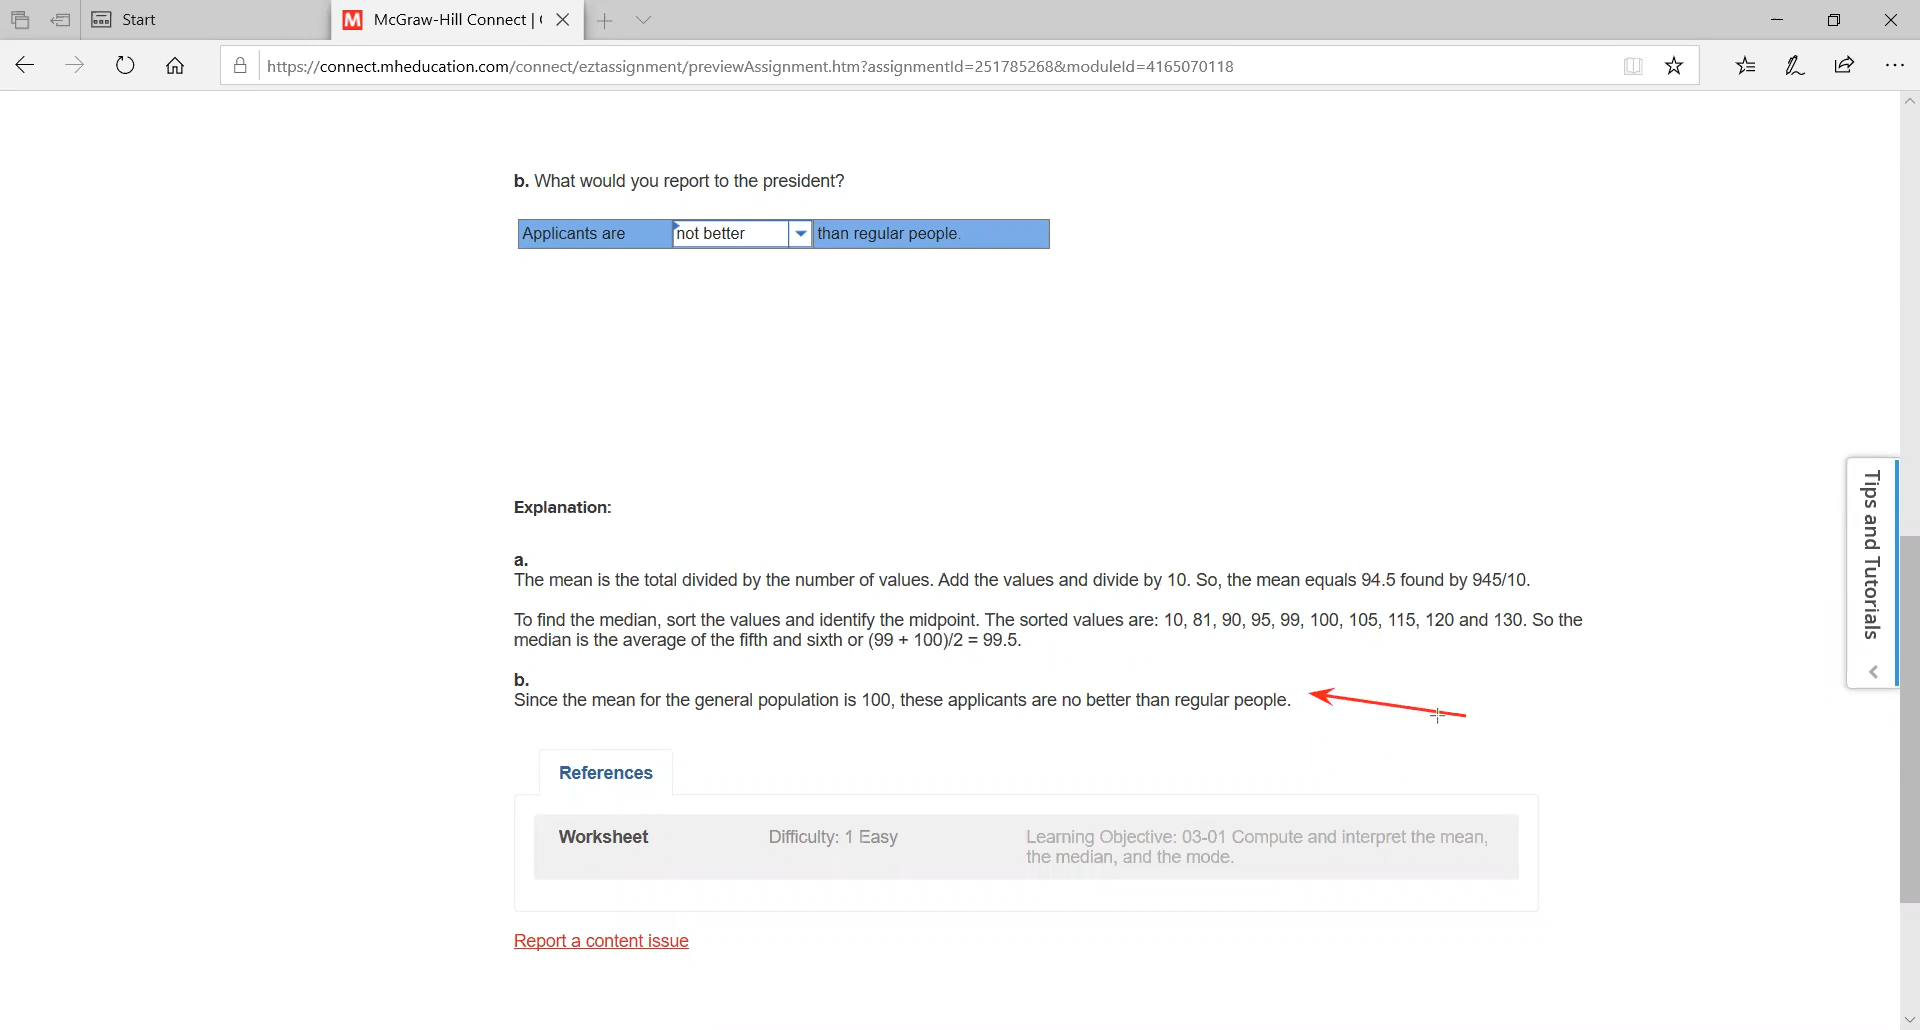 Start
McGraw-Hill Connect | (
https://connect.mheducation.com/connect/eztassignment/previewAssignment.htm?assignmentId=251785268&moduleId=4165070118
b. What would you report to the president?
Applicants are not better than regular people.
Explanation:
a.
The mean is the total divided by the number of values. Add the values and divide by 10. So, the mean equals 94.5 found by 945/10.
To find the median, sort the values and identify the midpoint. The sorted values are: 10, 81, 90, 95, 99, 100, 105, 115, 120 and 130. So the
median is the average of the fifth and sixth or (99 + 100)/2 = 99.5.
b.
Since the mean for the general population is 100, these applicants are no better than regular people.
Tips and Tutorials
References
Worksheet Difficulty: 1 Easy Learning Objective: 03-01 Compute and interpret the mean,
the median, and the mode.
Report a content issue